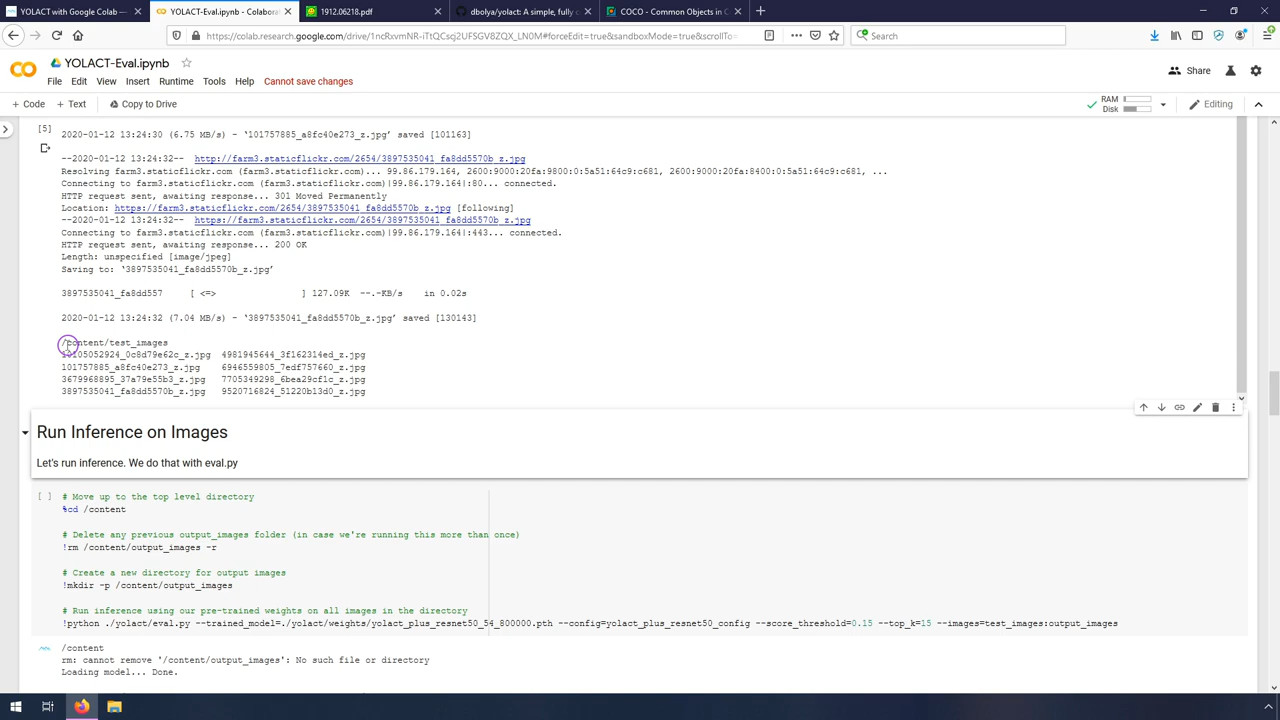 YOLACT with Google Colab —
YOLACT-Eval.ipynb - Colabora
1912.06218.pdf
dbolya/yolact: A simple, fully c
COCO - Common Objects in C
https://colab.research.google.com/drive/1ncRxvmNR-iTtQCscj2UFSGV8ZQX_LN0M#forceEdit=true&sandboxMode=true&scrollTo=
Search
YOLACT-Eval.ipynb
File Edit View Insert Runtime Tools Help Cannot save changes
Share
+ Code + Text Copy to Drive
RAM
Disk
Editing
[5]
2020-01-12 13:24:30 (6.75 MB/s) - ‘101757885_a8fc40e273_z.jpg’ saved [101163]
--2020-01-12 13:24:32-- http://farm3.staticflickr.com/2654/3897535041_fa8dd5570b_z.jpg
Resolving farm3.staticflickr.com (farm3.staticflickr.com)... 99.86.179.164, 2600:9800:0:5a51:64c9:c681, 2600:9000:20fa:8400:0:5a51:64c9:c681, ...
Connecting to farm3.staticflickr.com (farm3.staticflickr.com)|99.86.179.164|:80... connected.
HTTP request sent, awaiting response... 301 Moved Permanently
Location: https://farm3.staticflickr.com/2654/3897535041_fa8dd5570b_z.jpg [following]
--2020-01-12 13:24:32-- https://farm3.staticflickr.com/2654/3897535041_fa8dd5570b_z.jpg
Connecting to farm3.staticflickr.com (farm3.staticflickr.com)|99.86.179.164|:443... connected.
HTTP request sent, awaiting response... 200 OK
Length: unspecified [image/jpeg]
Saving to: ‘3897535041_fa8dd5570b_z.jpg’
3897535041_fa8dd557 [ <=> ] 127.09K --.-KB/s in 0.02s
2020-01-12 13:24:32 (7.04 MB/s) - ‘3897535041_fa8dd5570b_z.jpg’ saved [130143]
/content/test_images
10105052924_0c8d79e62c_z.jpg 4981945644_3f162314ed_z.jpg
101757885_a8fc40e273_z.jpg 6946559805_7edf757660_z.jpg
3679968895_37a79e55b3_z.jpg 7705349298_6bea29cf1c_z.jpg
3897535041_fa8dd5570b_z.jpg 9520716824_51220b13d0_z.jpg
Run Inference on Images
Let's run inference. We do that with eval.py
[ ]
# Move up to the top level directory
%cd /content
# Delete any previous output_images folder (in case we're running this more than once)
!rm /content/output_images -r
# Create a new directory for output images
!mkdir -p /content/output_images
# Run inference using our pre-trained weights on all images in the directory
!python ./yolact/eval.py --trained_model=./yolact/weights/yolact_plus_resnet50_54_800000.pth --config=yolact_plus_resnet50_config --score_threshold=0.15 --top_k=15 --images=test_images:output_images
/content
rm: cannot remove '/content/output_images': No such file or directory
Loading model... Done.